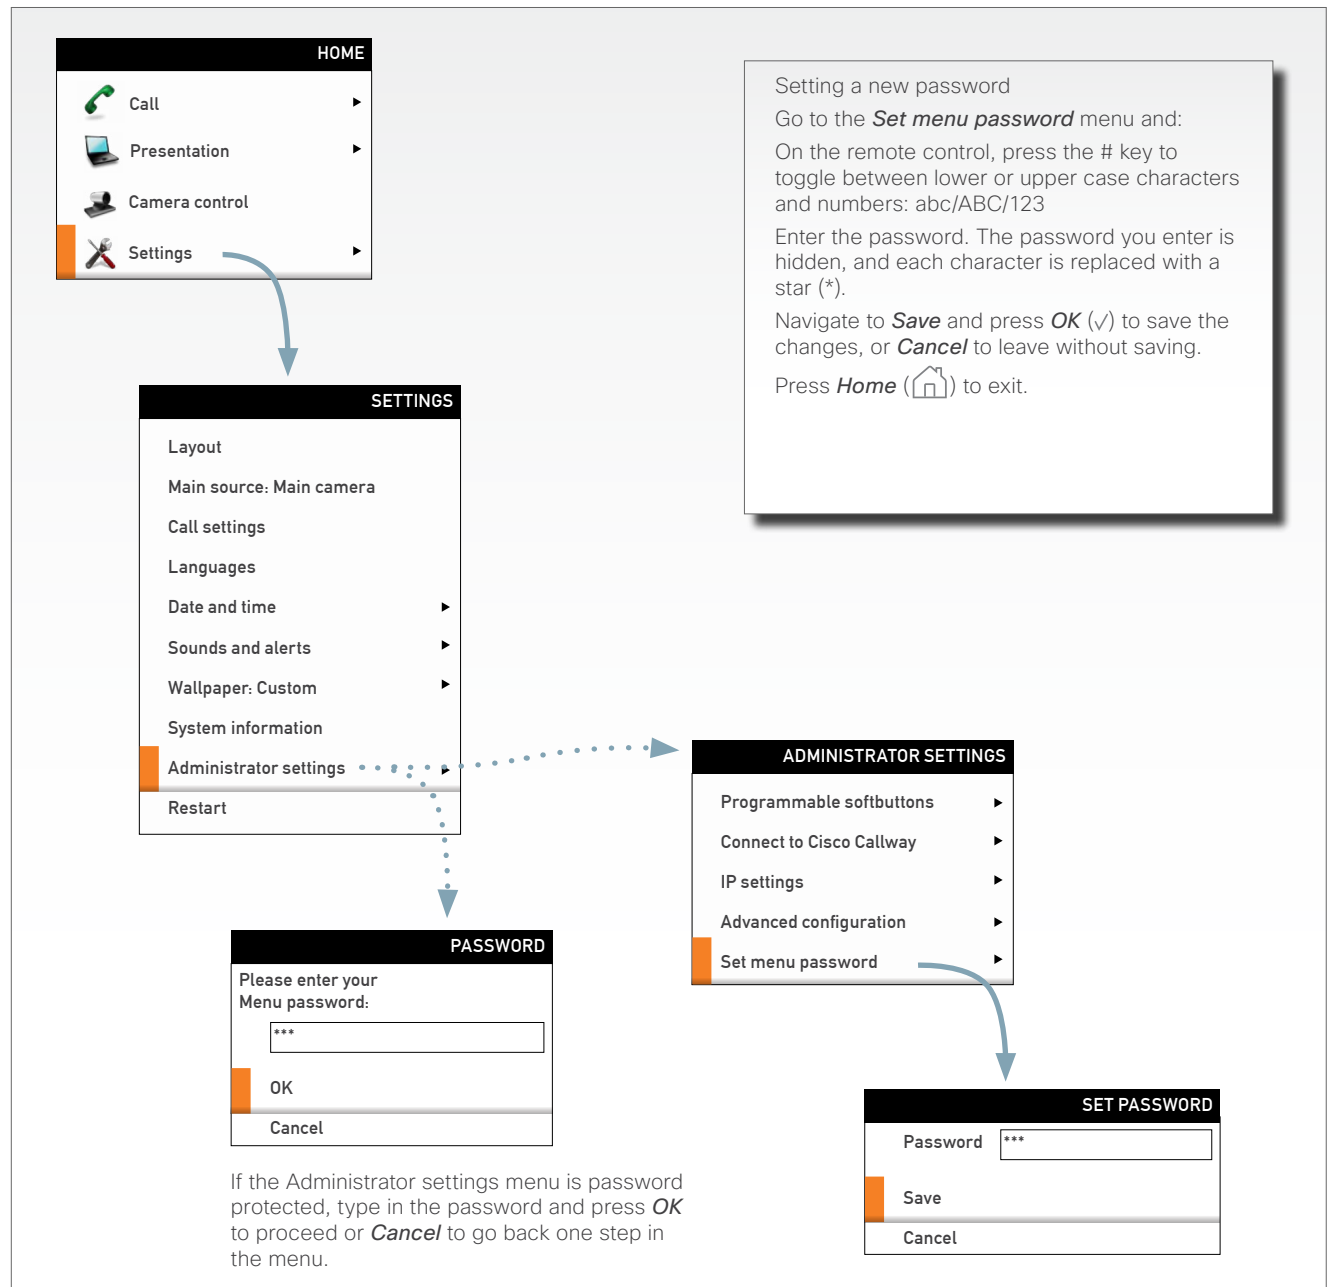 HOME
Call
Presentation
Camera control
Settings
Setting a new password
Go to the Set menu password menu and:
On the remote control, press the # key to
toggle between lower or upper case characters
and numbers: abc/ABC/123
Enter the password. The password you enter is
hidden, and each character is replaced with a
star (*).
Navigate to Save and press OK (✓) to save the
changes, or Cancel to leave without saving.
Press Home ( ) to exit.
SETTINGS
Layout
Main source: Main camera
Call settings
Languages
Date and time
Sounds and alerts
Wallpaper: Custom
System information
Administrator settings
Restart
ADMINISTRATOR SETTINGS
Programmable softbuttons
Connect to Cisco Callway
IP settings
Advanced configuration
Set menu password
PASSWORD
Please enter your
Menu password:
***
OK
Cancel
If the Administrator settings menu is password
protected, type in the password and press OK
to proceed or Cancel to go back one step in
the menu.
SET PASSWORD
Password ***
Save
Cancel